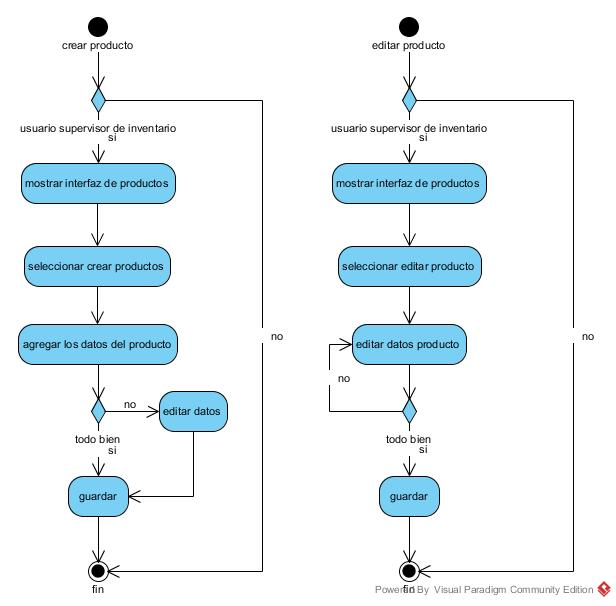 crear producto
usuario supervisor de inventario
si
mostrar interfaz de productos
seleccionar crear productos
no
agregar los datos del producto
no
editar datos
todo bien
si
guardar
fin
editar producto
usuario supervisor de inventario
si
mostrar interfaz de productos
seleccionar editar producto
no
editar datos producto
no
todo bien
si
guardar
fin
Powered By Visual Paradigm Community Edition